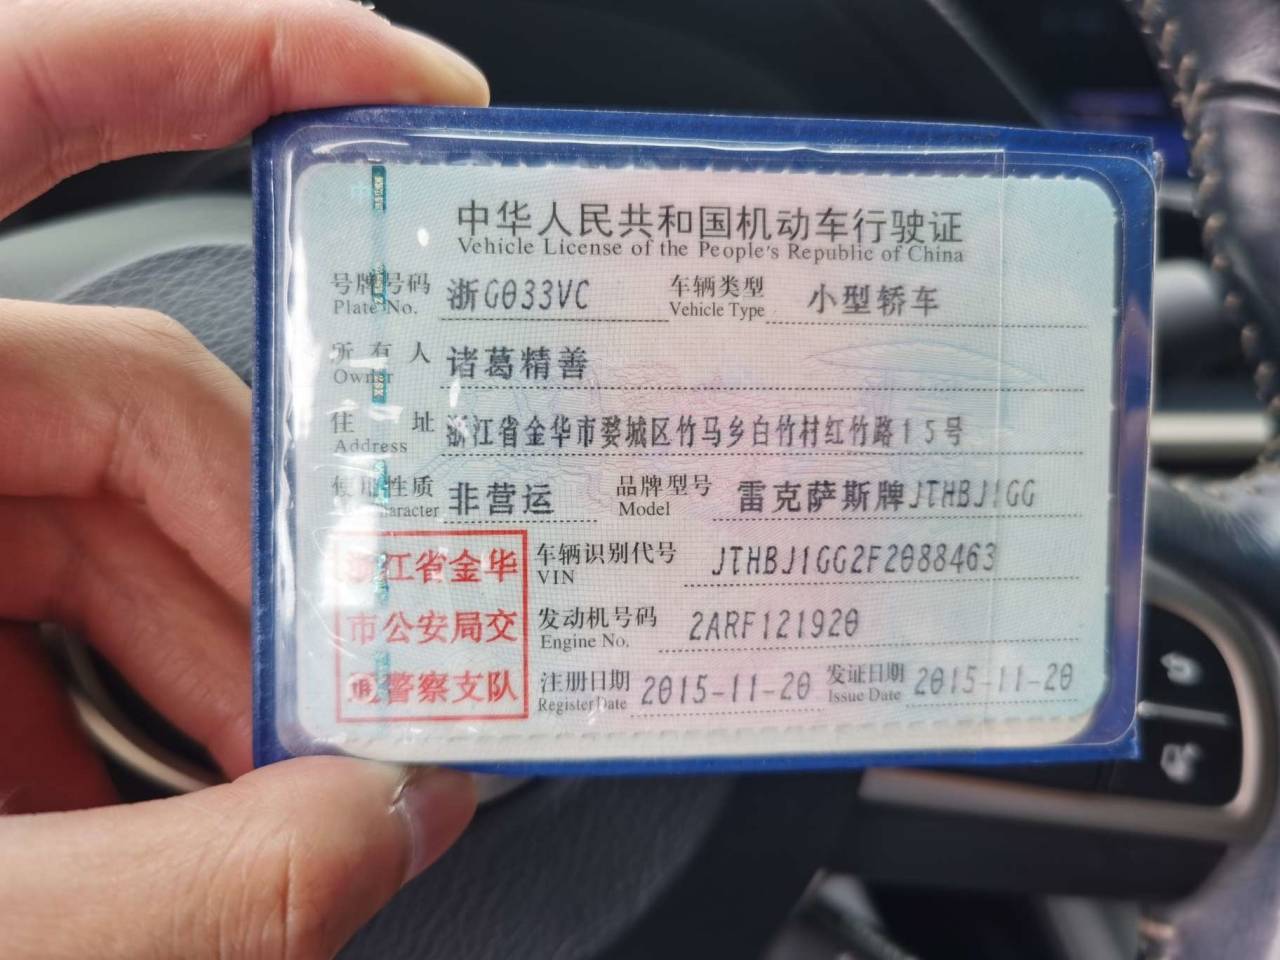 中华人民共和国机动车行驶证
Vehicle License of the People's Republic of China
号牌号码 浙G033VC 车辆类型 小型轿车
Plate No. Vehicle Type
所有人 诸葛精善
Owner
住址 浙江省金华市婺城区竹马乡白竹村红竹路15号
Address
使用性质 非营运 品牌型号 雷克萨斯牌JTHBJ1GG
Character Model
车辆识别代号 JTHBJ1GG2F2088463
VIN
发动机号码 2ARF121920
Engine No.
注册日期 2015-11-20 发证日期 2015-11-20
Register Date Issue Date
浙江省金华
市公安局交
通警察支队